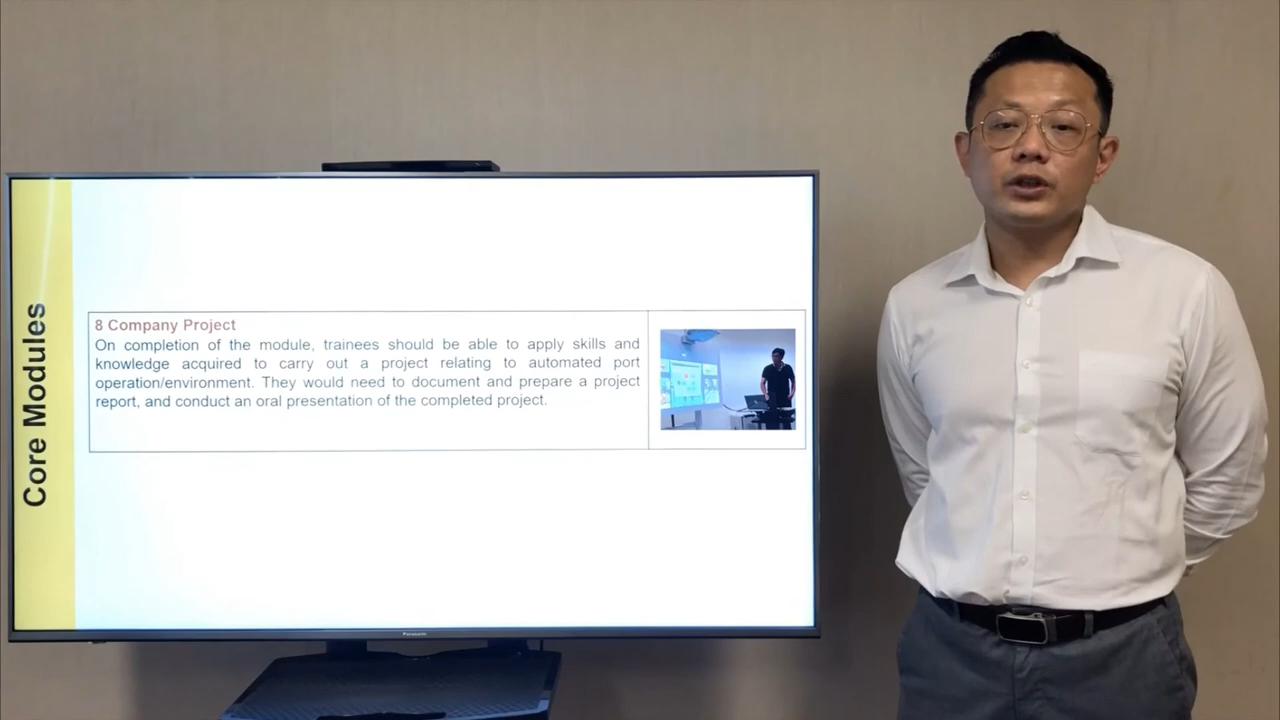 Core Modules
8 Company Project
On completion of the module, trainees should be able to apply skills and
knowledge acquired to carry out a project relating to automated port
operation/environment. They would need to document and prepare a project
report, and conduct an oral presentation of the completed project.
Panasonic